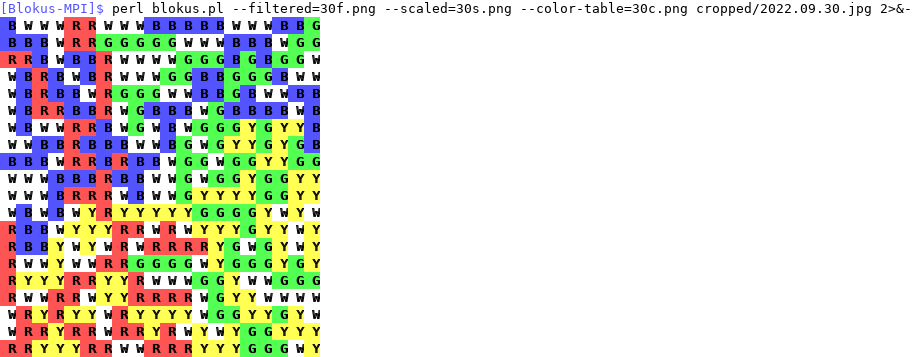 [Blokus-MPI]$ perl blokus.pl --filtered=30f.png --scaled=30s.png --color-table=30c.png cropped/2022.09.30.jpg 2>&-
B W W W R R W W W B B B B B W W W B B G
B B B W R R G G G G G W W W B B B W G G
R R B W B B R W W W W G G G B G B G G W
W B R B W B R W W W G G B B G G G B W W
W B R B B W R G G G W W B B G B W W B B
W B R R B B R W G B B B W G B B B B W B
W B W W R R B W G W B W G G G Y G Y Y B
W W B B R B B B W W B G W G Y Y G Y G B
B B B W R R B R B B W G G W G G Y Y G G
W W W B B B R B B W W G W G G Y G G Y Y
W W W B R R R W B W W G Y Y Y Y G G Y Y
W B W B W Y R Y Y Y Y Y G G G G Y W Y W
R B B W Y Y Y R R W R W Y Y Y G Y Y W Y
R B B Y W Y W R W R R R R Y G W G Y W Y
R W W Y W W R R G G G G W Y G G G Y G Y
R Y Y Y R R Y Y R W W W G G Y W W G G G
R W W R R W Y Y R R R R W G Y Y W W W W
W R Y R Y Y W R Y Y Y Y W G G Y Y G Y W
W R R Y R R W R R Y R W Y W Y G G Y Y Y
R R Y Y Y R R W W R R R Y Y Y G G G W Y